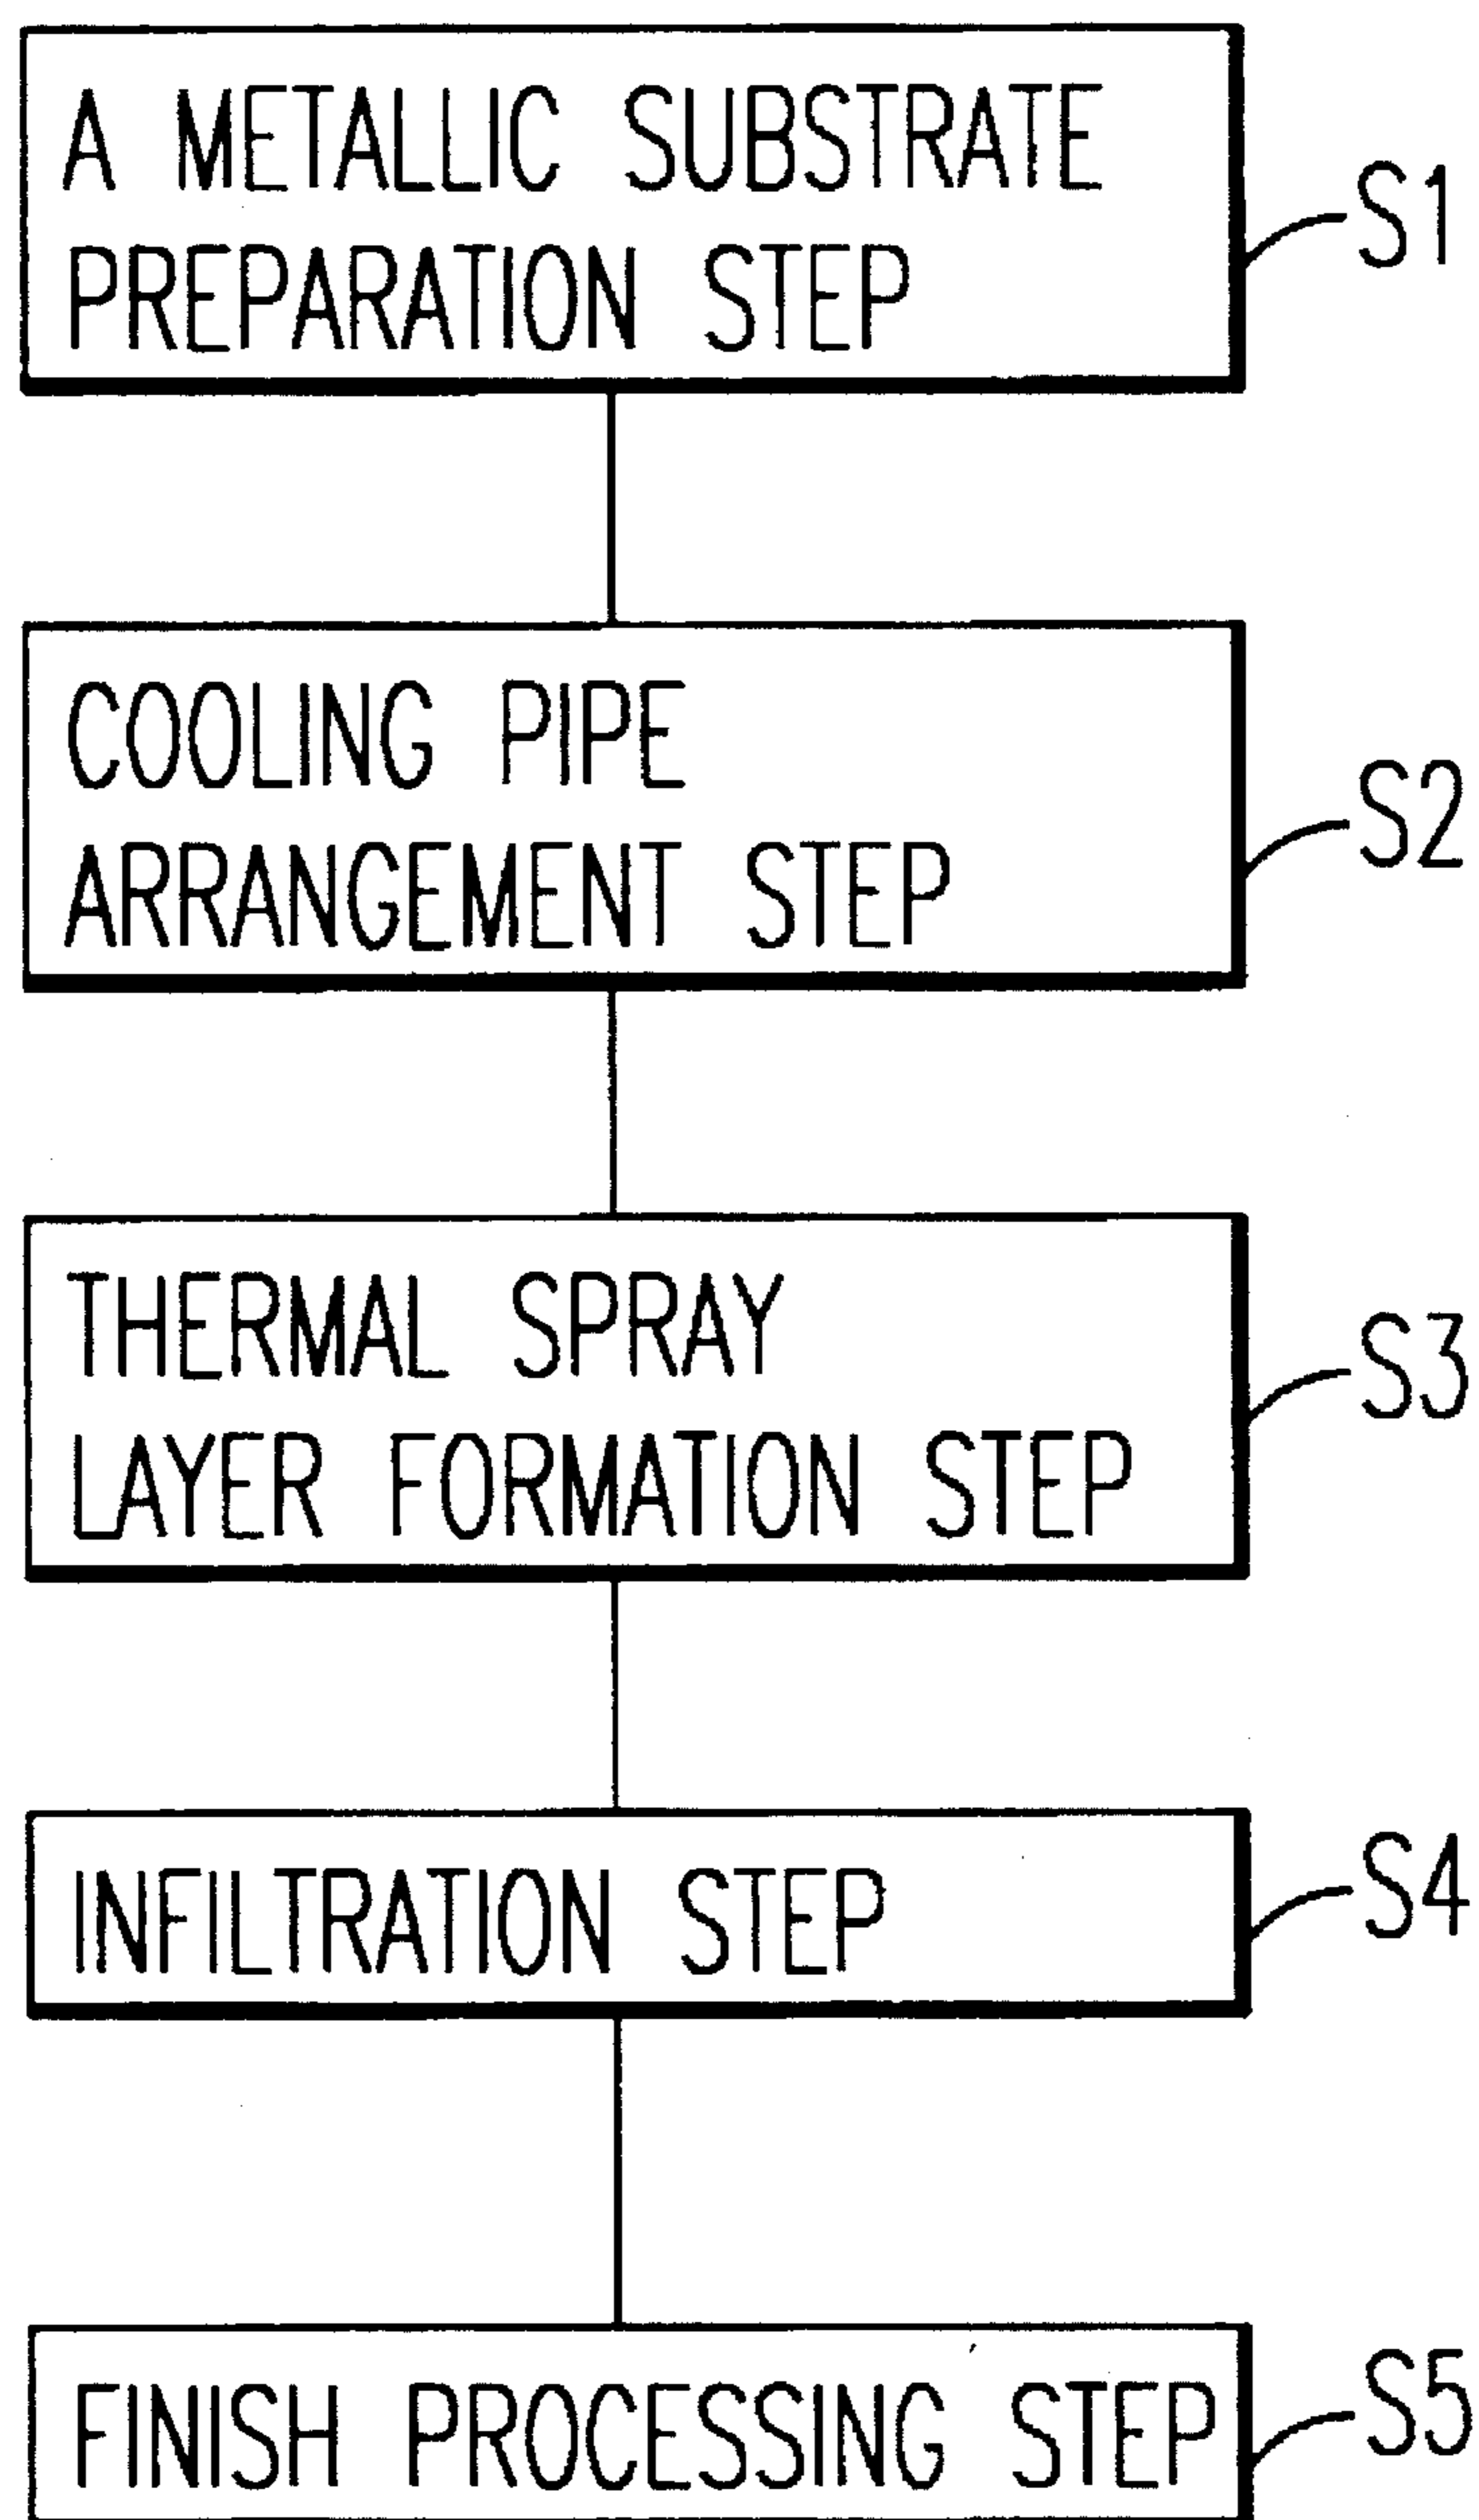 A METALLIC SUBSTRATE
PREPARATION STEP
S1
COOLING PIPE
ARRANGEMENT STEP
S2
THERMAL SPRAY
LAYER FORMATION STEP
S3
INFILTRATION STEP
S4
FINISH PROCESSING STEP
S5